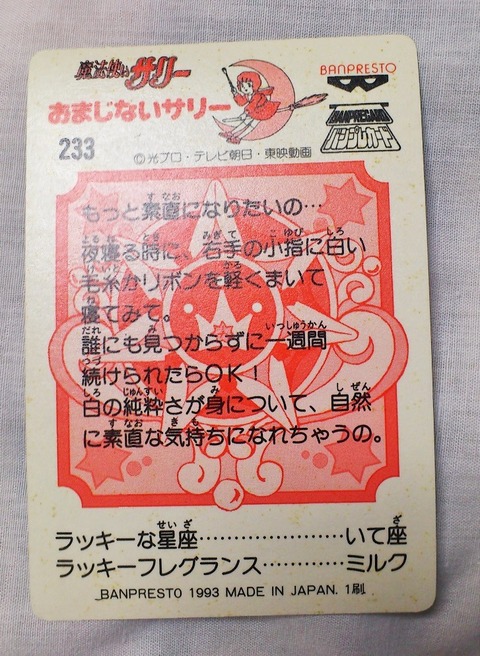 魔法使いサリー
BANPRESTO
おまじないサリー
BANPRECARD
バンプレカード
233
©光プロ・テレビ朝日・東映動画
もっと素直になりたいの…
夜寝る時に、右手の小指に白い
毛糸かリボンを軽くまいて
寝てみて。
誰にも見つからずに一週間
続けられたらOK!
白の純粋さが身について、自然
に素直な気持ちになれちゃうの。
ラッキーな星座……………………いて座
ラッキーフレグランス…………ミルク
BANPRESTO 1993 MADE IN JAPAN. 1刷